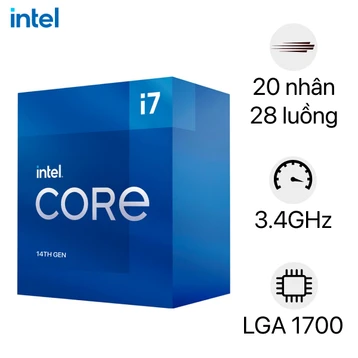 intel
i7
intel
CORE
14TH GEN
20 nhân
28 luồng
3.4GHz
LGA 1700